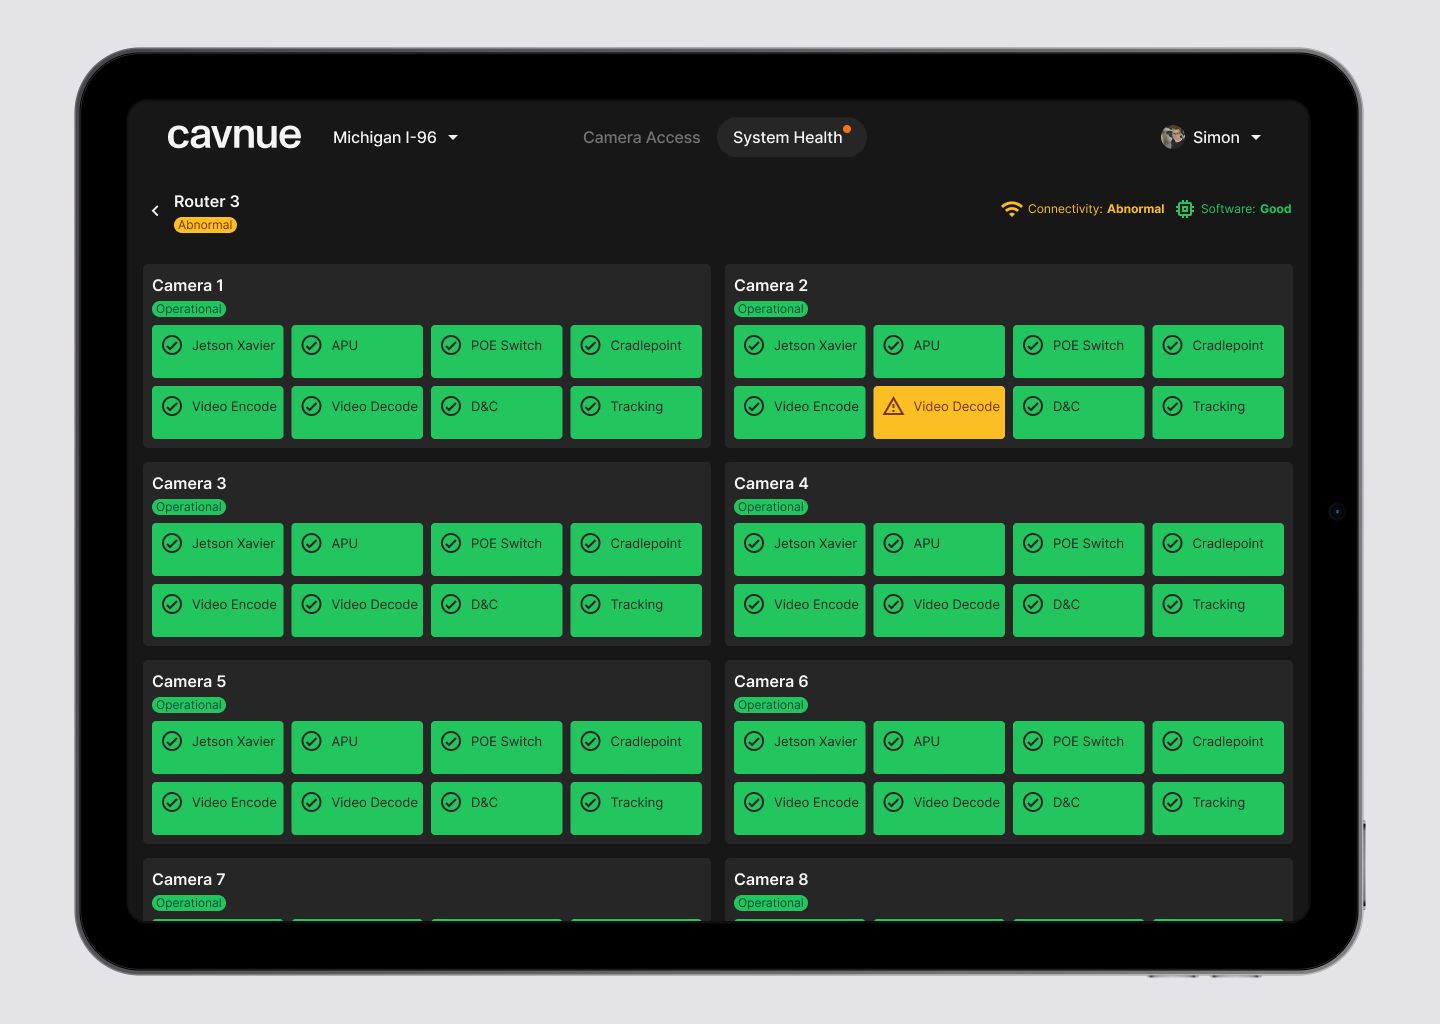 cavnue Michigan I-96 Camera Access System Health Simon
Router 3
Abnormal
Connectivity: Abnormal Software: Good
Camera 1
Operational
Jetson Xavier APU POE Switch Cradlepoint
Video Encode Video Decode D&C Tracking
Camera 2
Operational
Jetson Xavier APU POE Switch Cradlepoint
Video Encode Video Decode D&C Tracking
Camera 3
Operational
Jetson Xavier APU POE Switch Cradlepoint
Video Encode Video Decode D&C Tracking
Camera 4
Operational
Jetson Xavier APU POE Switch Cradlepoint
Video Encode Video Decode D&C Tracking
Camera 5
Operational
Jetson Xavier APU POE Switch Cradlepoint
Video Encode Video Decode D&C Tracking
Camera 6
Operational
Jetson Xavier APU POE Switch Cradlepoint
Video Encode Video Decode D&C Tracking
Camera 7
Operational
Camera 8
Operational